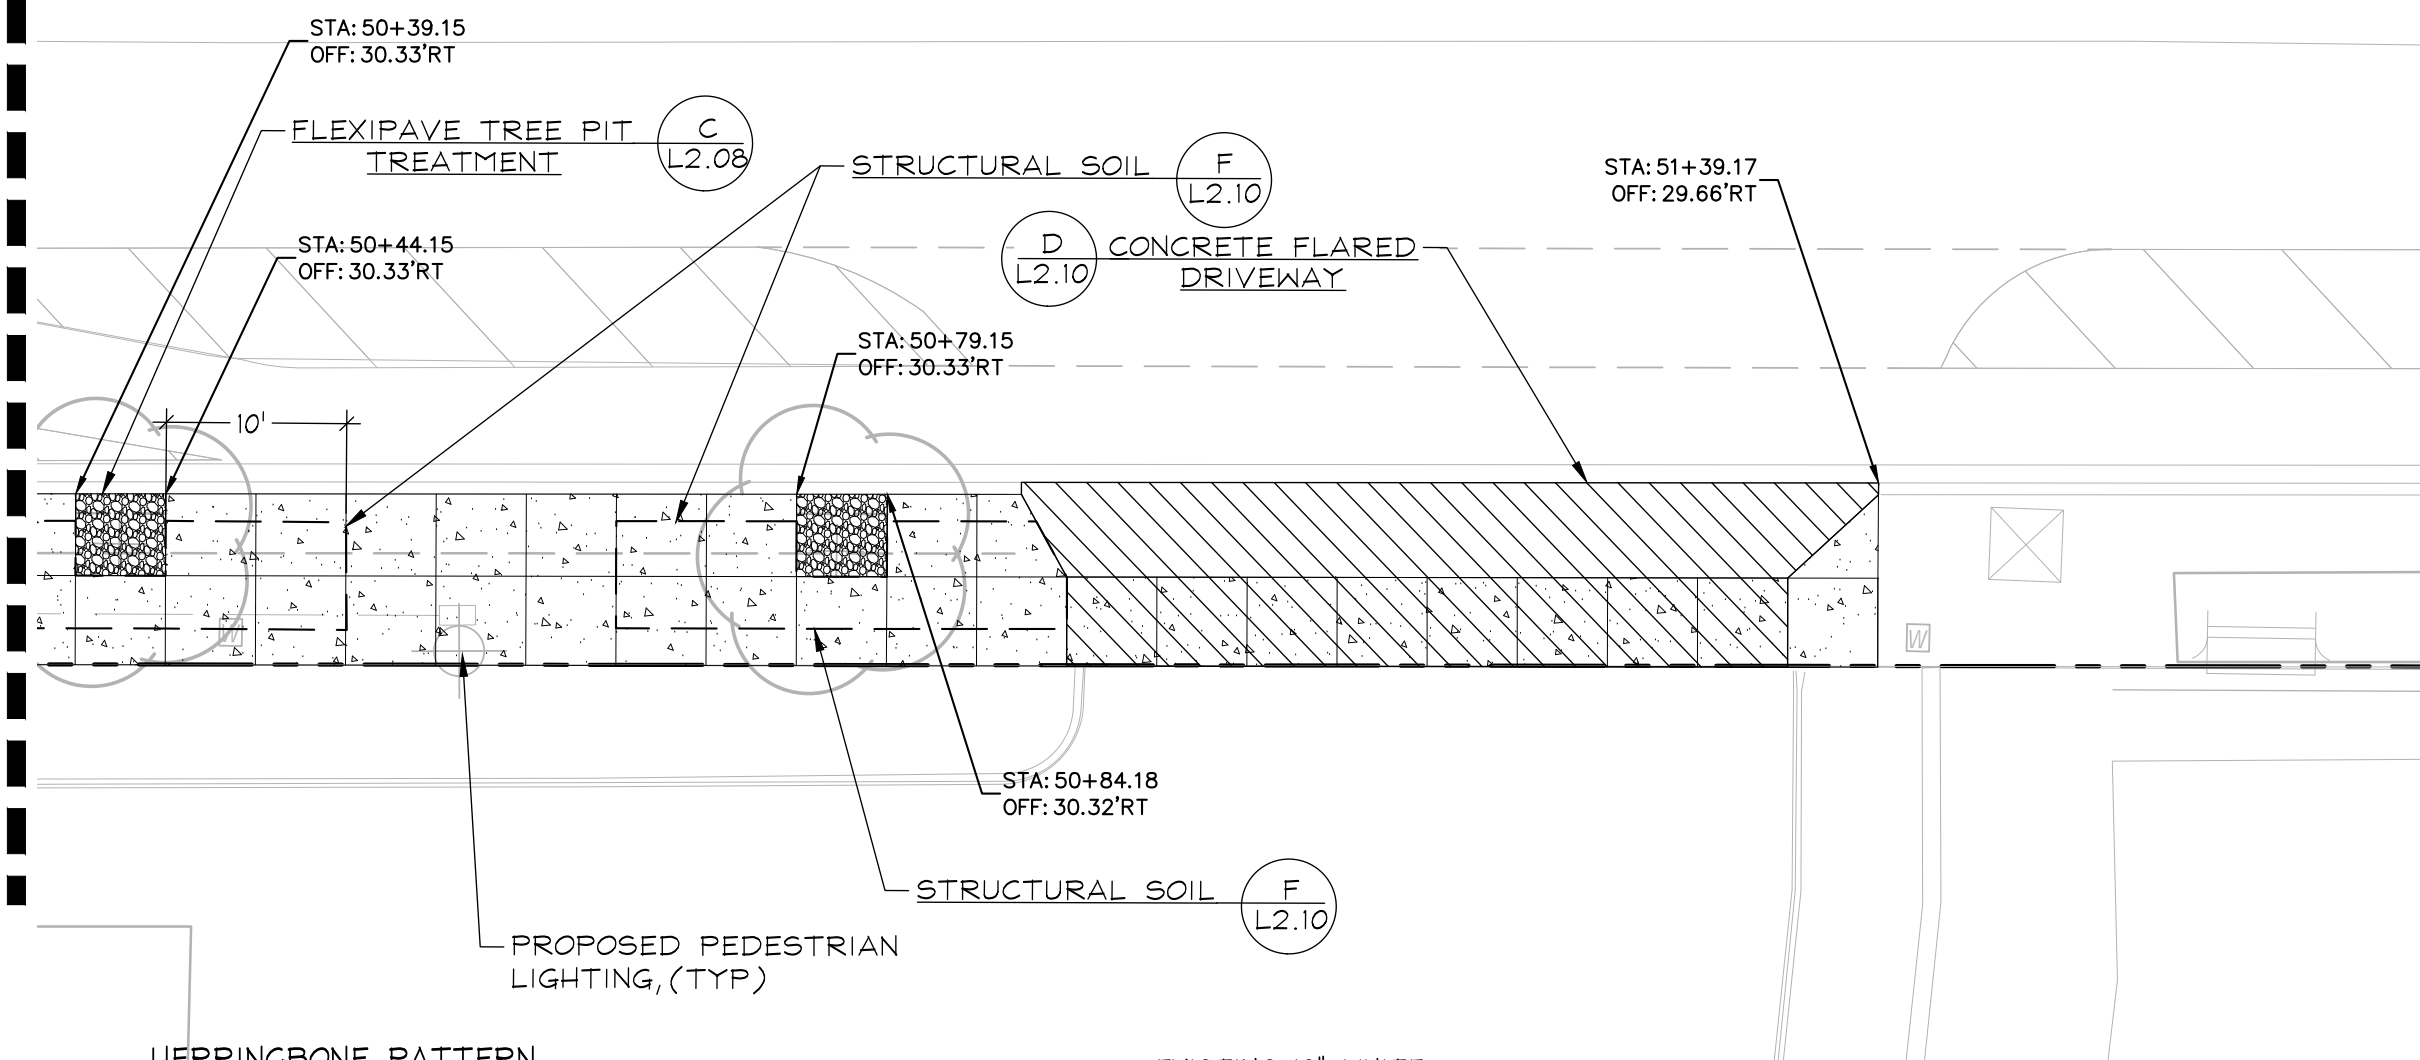 STA: 50+39.15
OFF: 30.33'RT
FLEXIPAVE TREE PIT
TREATMENT
C
L2.08
STRUCTURAL SOIL
F
L2.10
STA: 51+39.17
OFF: 29.66'RT
STA: 50+44.15
OFF: 30.33'RT
D
L2.10
CONCRETE FLARED
DRIVEWAY
STA: 50+79.15
OFF: 30.33'RT
10'
W
W
STA: 50+84.18
OFF: 30.32'RT
STRUCTURAL SOIL
F
L2.10
PROPOSED PEDESTRIAN
LIGHTING, (TYP)
HERRINGBONE PATTERN